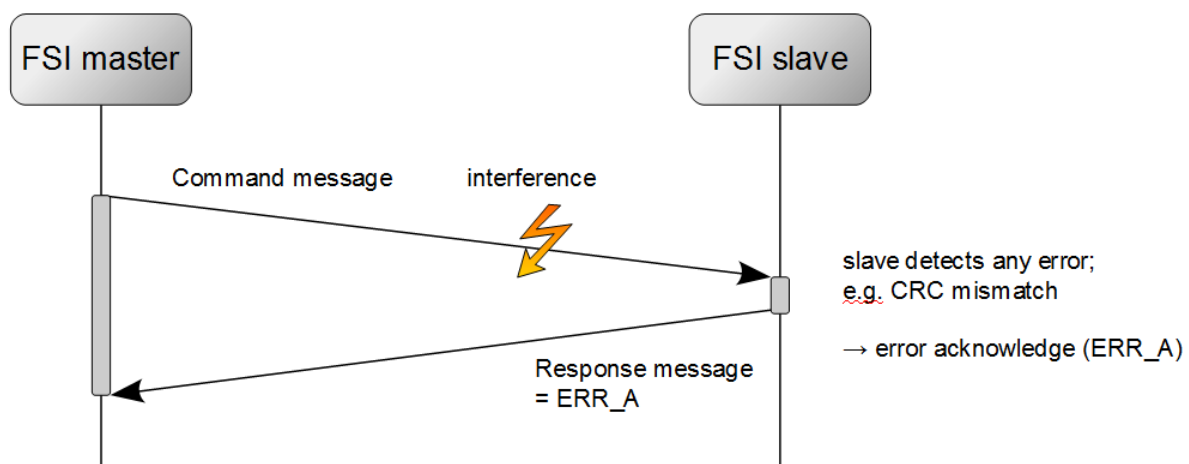 FSI master
FSI slave
Command message
interference
slave detects any error;
e.g. CRC mismatch
→ error acknowledge (ERR_A)
Response message
= ERR_A